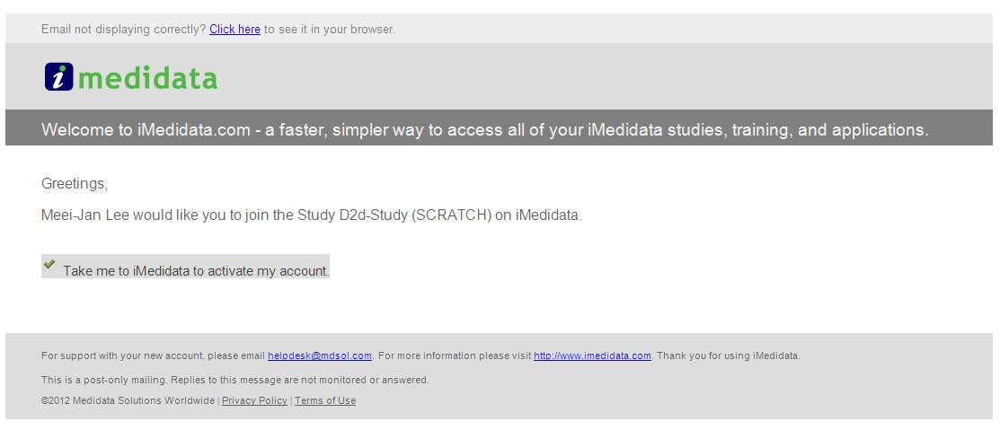 Email not displaying correctly? Click here to see it in your browser.
i medidata
Welcome to iMedidata.com - a faster, simpler way to access all of your iMedidata studies, training, and applications.
Greetings,
Meei-Jan Lee would like you to join the Study D2d-Study (SCRATCH) on iMedidata.
Take me to iMedidata to activate my account.
For support with your new account, please email helpdesk@mdsol.com. For more information please visit http://www.imedidata.com. Thank you for using iMedidata.
This is a post-only mailing. Replies to this message are not monitored or answered.
©2012 Medidata Solutions Worldwide | Privacy Policy | Terms of Use